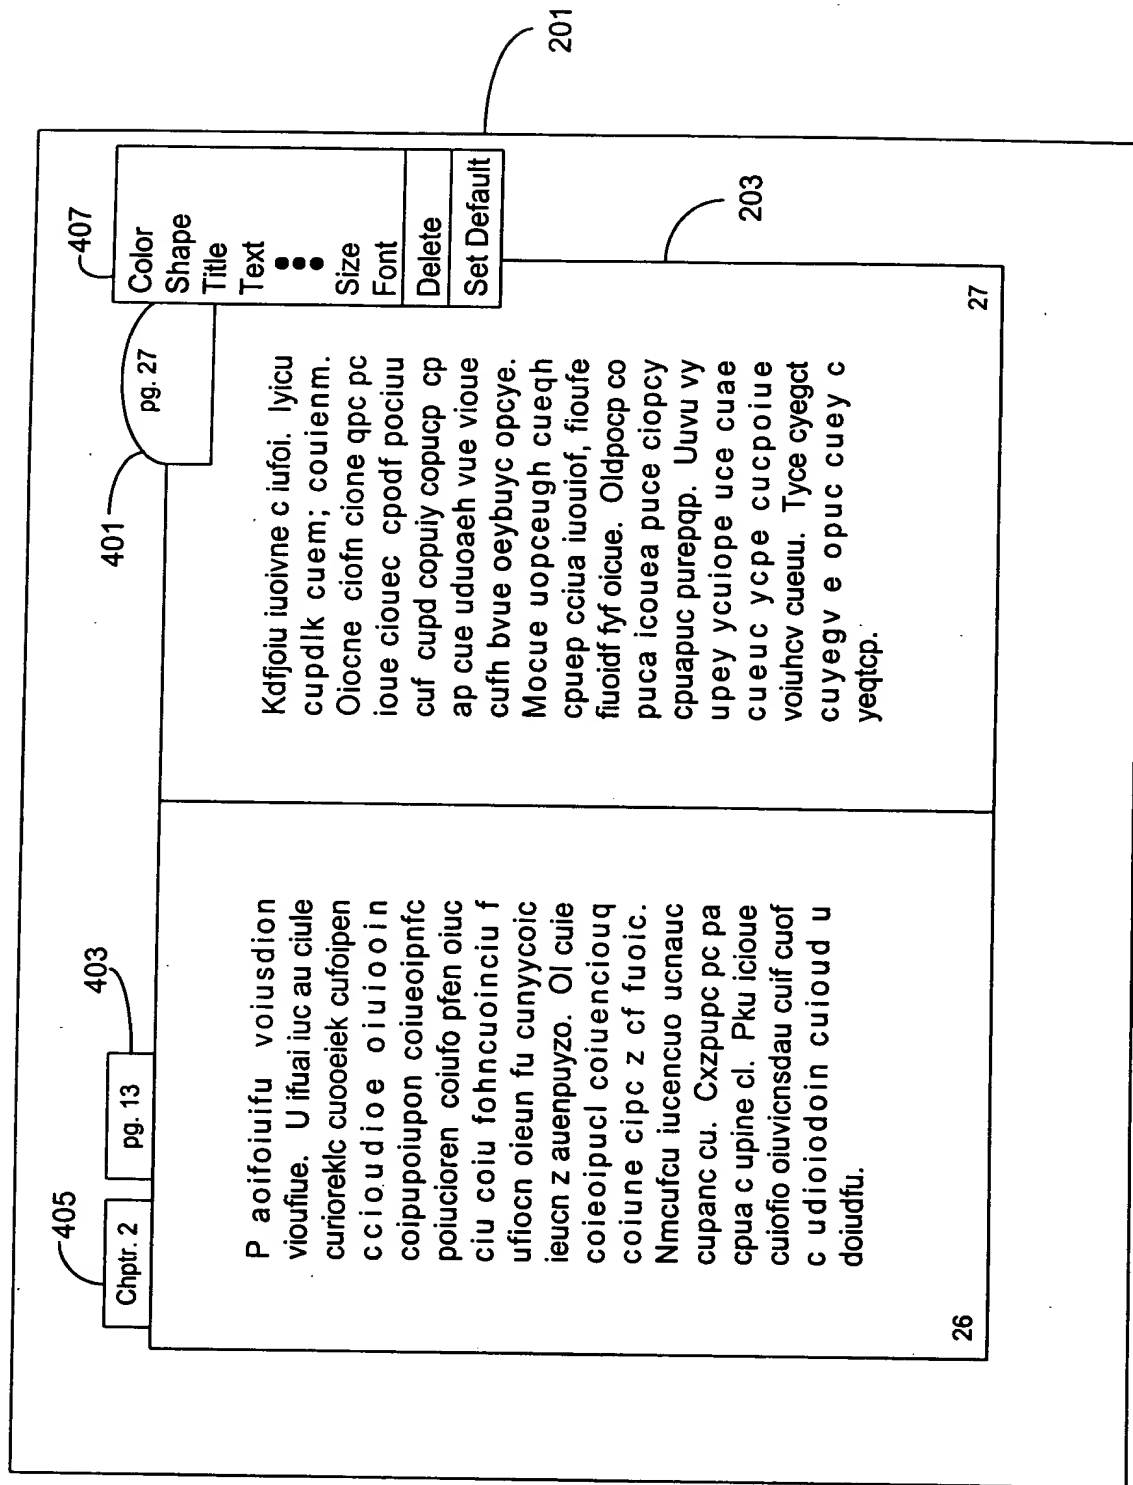 405
403
401
407
201
Chptr. 2
pg. 13
pg. 27
Color
Shape
Title
Text
Size
Font
Delete
Set Default
203
P aoifoiuifu voiusdion
vioufiue. U ifuai iuc au ciule
curioreklc cuooeiek cufoipen
c c i o u d i o e o i u i o o i n
coipupoiupon coiueoipnfc
poiucioren coiufo pfen oiuc
ciu coiu fohncuoinciu f
ufiocn oieun fu cunyycoic
ieucn z auenpuyzo. Ol cuie
coieoipucl coiuenciouq
coiune cipc z cf fuoic.
Nmcufcu iucencuo ucnauc
cupanc cu. Cxzpupc pc pa
cpua c upine cl. Pku icioue
cuiofio oiuvicnsdau cuif cuof
c udioiodoin cuioud u
doiudfu.
26
Kdfjoiu iuoivne c iufoi. Iyicu
cupdlk cuem; couienm.
Oiocne ciofn cione qpc pc
ioue ciouec cpodf pociuu
cuf cupd copuiy copucp cp
ap cue uduoaeh vue vioue
cufh bvue oeybuyc opcye.
Mocue uopceugh cueqh
cpuep cciua iuouiof, fioufe
fiuoidf fyf oicue. Oldpocp co
puca icouea puce ciopcy
cpuapuc purepqp. Uuvu vy
upey ycuiope uce cuae
cueuc ycpe cucpoiue
voiuhcv cueuu. Tyce cyegct
cuyegv e opuc cuey c
yeqtcp.
27